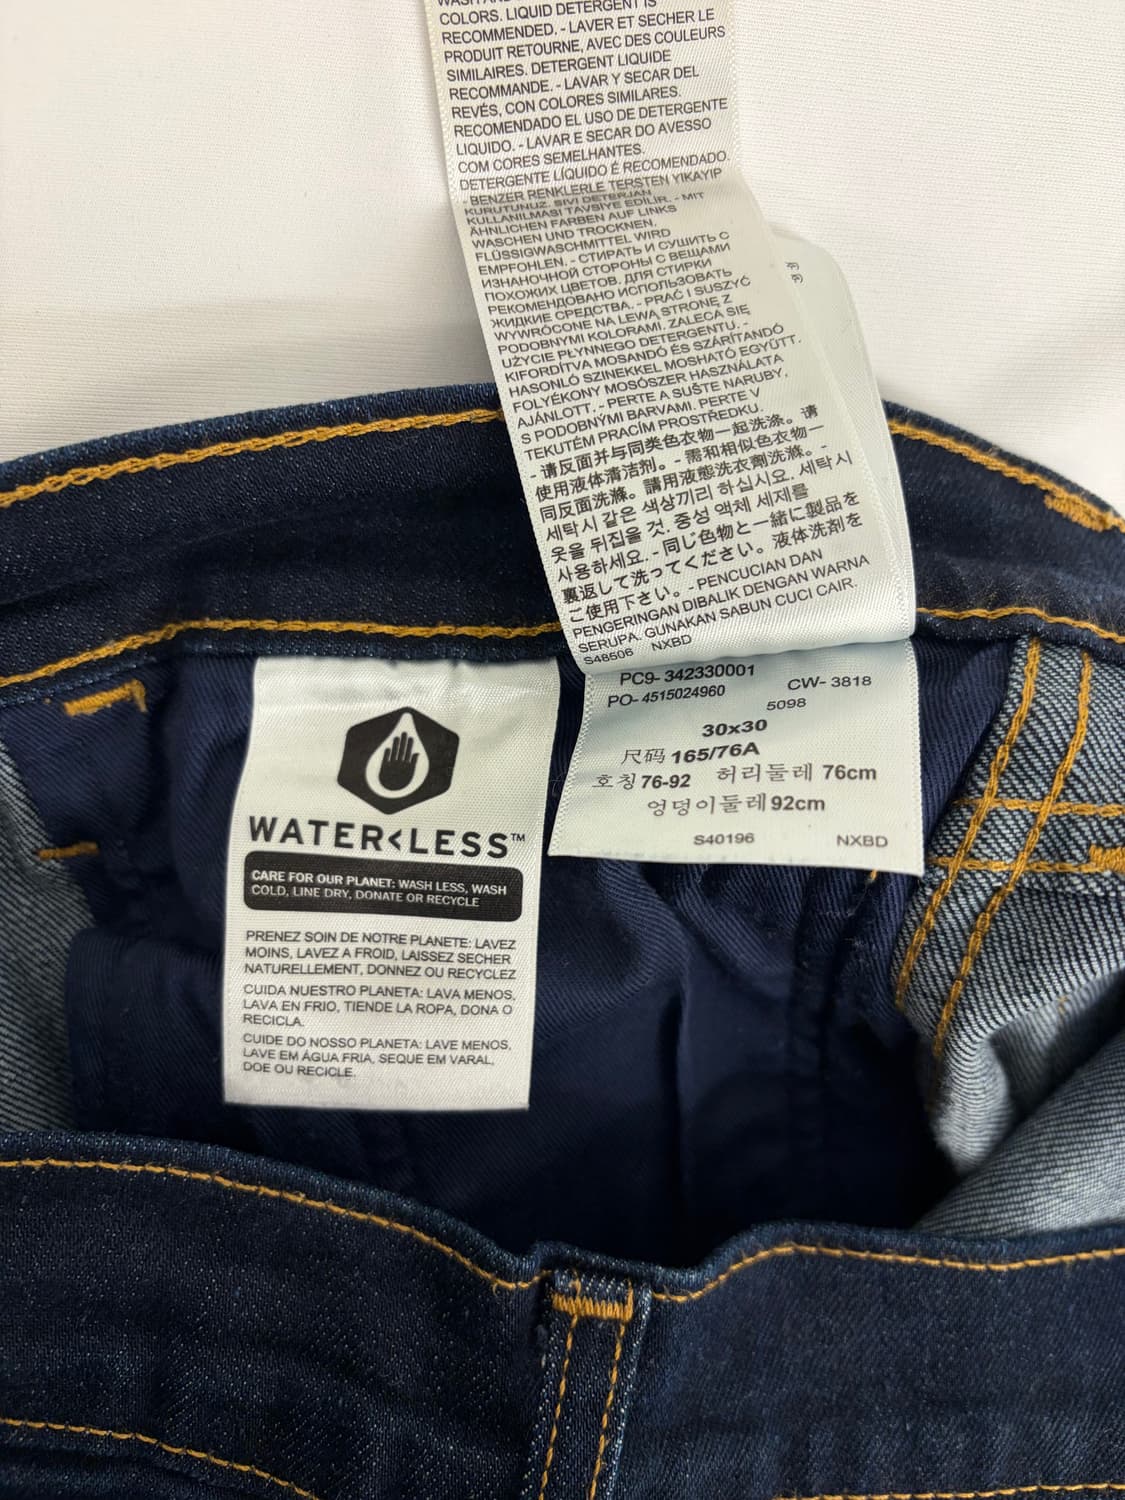 WASH AND
COLORS. LIQUID DETERGENT IS
RECOMMENDED. - LAVER ET SECHER LE
PRODUIT RETOURNE, AVEC DES COULEURS
SIMILAIRES. DETERGENT LIQUIDE
RECOMMANDE. - LAVAR Y SECAR DEL
REVÉS, CON COLORES SIMILARES.
RECOMENDADO EL USO DE DETERGENTE
LIQUIDO. - LAVAR E SECAR DO AVESSO
COM CORES SEMELHANTES.
DETERGENTE LÍQUIDO É RECOMENDADO.
- BENZER RENKLERLE TERSTEN YIKAYIP
KURUTUNUZ. SIVI DETERJAN
KULLANILMASI TAVSİYE EDİLİR. - MIT
ÄHNLICHEN FARBEN AUF LINKS
WASCHEN UND TROCKNEN.
FLÜSSIGWASCHMITTEL WIRD
EMPFOHLEN. - СТИРАТЬ И СУШИТЬ С
ИЗНАНОЧНОЙ СТОРОНЫ С ВЕЩАМИ
ПОХОЖИХ ЦВЕТОВ. ДЛЯ СТИРКИ
РЕКОМЕНДОВАНО ИСПОЛЬЗОВАТЬ
ЖИДКИЕ СРЕДСТВА. - PRAĆ I SUSZYĆ
WYWRÓCONE NA LEWĄ STRONĘ Z
PODOBNYMI KOLORAMI. ZALECA SIĘ
UŻYCIE PŁYNNEGO DETERGENTU. -
KIFORDÍTVA MOSANDÓ ÉS SZÁRÍTANDÓ
HASONLÓ SZINEKKEL MOSHATÓ EGYÜTT.
FOLYÉKONY MOSÓSZER HASZNÁLATA
AJÁNLOTT. - PERTE A SUŠTE NARUBY,
S PODOBNÝMI BARVAMI. PERTE V
TEKUTÉM PRACÍM PROSTŘEDKU.
- 请反面并与同类色衣物一起洗涤。请
使用液体清洁剂。- 需和相似色衣物一
同反面洗滌。請用液態洗衣劑洗滌。-
세탁시 같은 색상끼리 하십시요. 세탁시
옷을 뒤집을 것. 중성 액체 세제를
사용하세요. - 同じ色物と一緒に製品を
裏返して洗ってください。液体洗剤を
ご使用下さい。- PENCUCIAN DAN
PENGERINGAN DIBALIK DENGAN WARNA
SERUPA. GUNAKAN SABUN CUCI CAIR.
S48506 NXBD
PC9- 342330001
PO- 4515024960 CW- 3818
5098
30x30
尺码 165/76A
호칭 76-92 허리둘레 76cm
엉덩이둘레 92cm
S40196 NXBD
WATER<LESS™
CARE FOR OUR PLANET: WASH LESS, WASH
COLD, LINE DRY, DONATE OR RECYCLE
PRENEZ SOIN DE NOTRE PLANETE: LAVEZ
MOINS, LAVEZ A FROID, LAISSEZ SECHER
NATURELLEMENT, DONNEZ OU RECYCLEZ
CUIDA NUESTRO PLANETA: LAVA MENOS,
LAVA EN FRIO, TIENDE LA ROPA, DONA O
RECICLA.
CUIDE DO NOSSO PLANETA: LAVE MENOS,
LAVE EM ÁGUA FRIA, SEQUE EM VARAL,
DOE OU RECICLE.